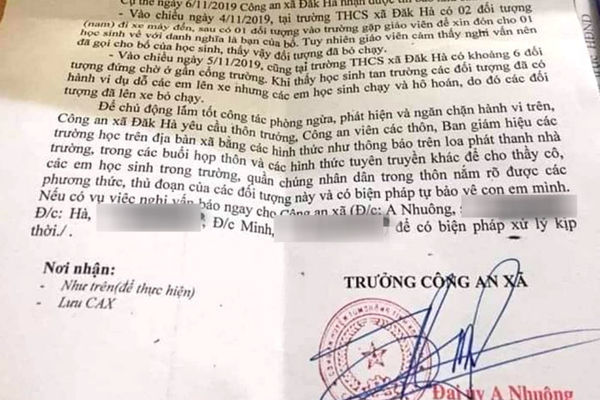 Cụ thể ngày 6/11/2019 Công an xã Đăk Hà nhận được
- Vào chiều ngày 4/11/2019, tại trường THCS xã Đăk Hà có 02 đối tượng
(nam) đi xe máy đến, sau có 01 đối tượng vào trường gặp giáo viên để xin đón cho 01
học sinh về với danh nghĩa là bạn của bố. Tuy nhiên giáo viên cảm thấy nghi vấn nên
đã gọi cho bố của học sinh, thấy vậy đối tượng đã bỏ chạy.
- Vào chiều ngày 5/11/2019, cũng tại trường THCS xã Đăk Hà có khoảng 6 đối
tượng đứng chờ ở gần cổng trường. Khi thấy học sinh tan trường các đối tượng đã có
hành vi dụ dỗ các em lên xe nhưng các em học sinh chạy và hô hoán, do đó các đối
tượng đã lên xe bỏ chạy.
Để chủ động lắm tốt công tác phòng ngừa, phát hiện và ngăn chặn hành vi trên,
Công an xã Đăk Hà yêu cầu thôn trưởng, Công an viên các thôn, Ban giám hiệu các
trường học trên địa bàn xã bằng các hình thức như thông báo trên loa phát thanh nhà
trường, trong các buổi họp thôn và các hình thức tuyên truyền khác để cho thầy cô,
các em học sinh trong trường, quần chúng nhân dân trong thôn nắm rõ được các
phương thức, thủ đoạn của các đối tượng này và có biện pháp tự bảo vệ con em mình.
Nếu có vụ việc nghi vấn báo ngay cho Công an xã (Đ/c: A Nhuông,
Đ/c: Hà, Đ/c Minh, để có biện pháp xử lý kịp
thời./.
Nơi nhận:
- Như trên(để thực hiện)
- Lưu CAX
TRƯỞNG CÔNG AN XÃ
Đại úy A Nhuông